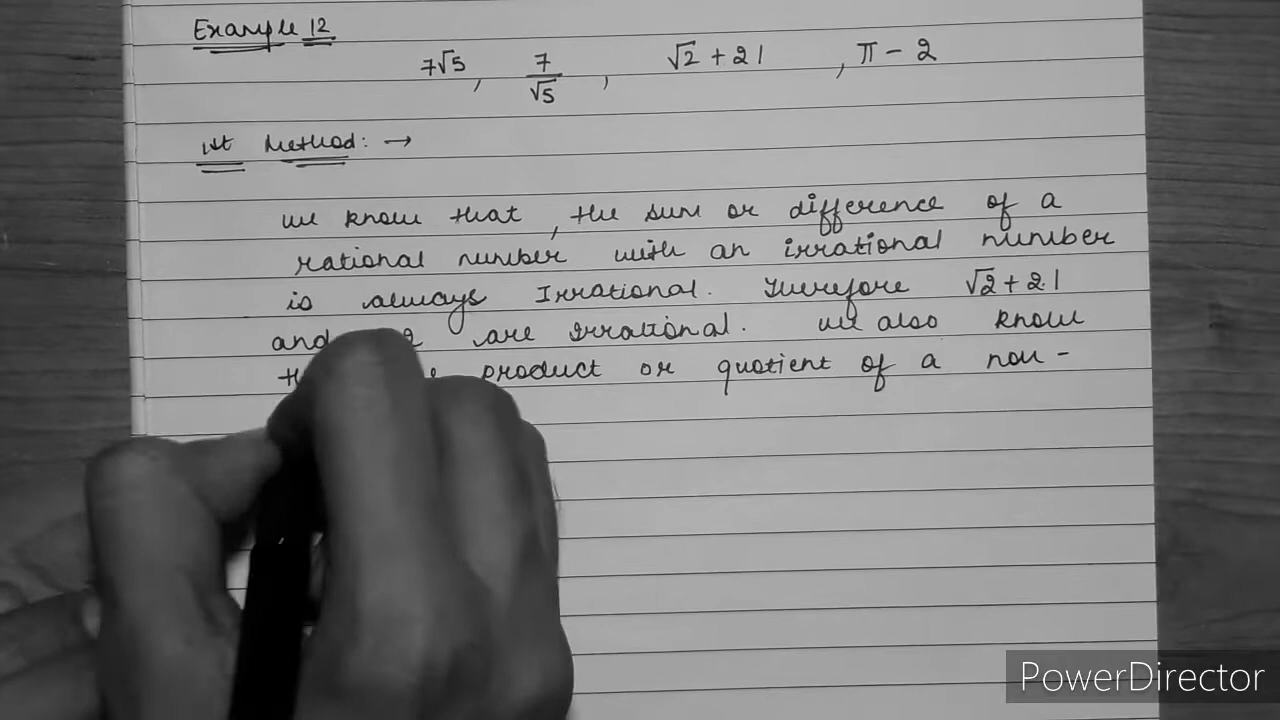 Example 12
7√5 , 7/√5 , √2 + 21 , π - 2
1st Method: →
we know that , the sum or difference of a
rational number with an irrational number
is always Irrational. Therefore √2 + 21
and 2 are Irrational. we also know
product or quotient of a non -
PowerDirector